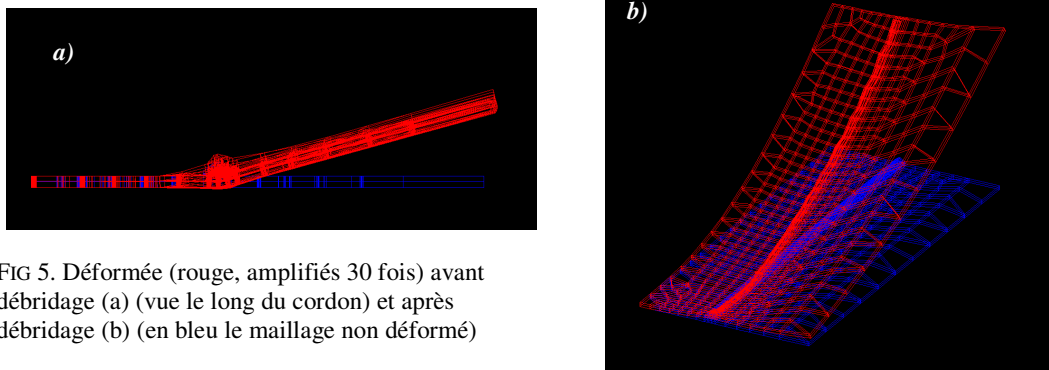 a)
b)
FIG 5. Déformée (rouge, amplifiés 30 fois) avant
débridage (a) (vue le long du cordon) et après
débridage (b) (en bleu le maillage non déformé)